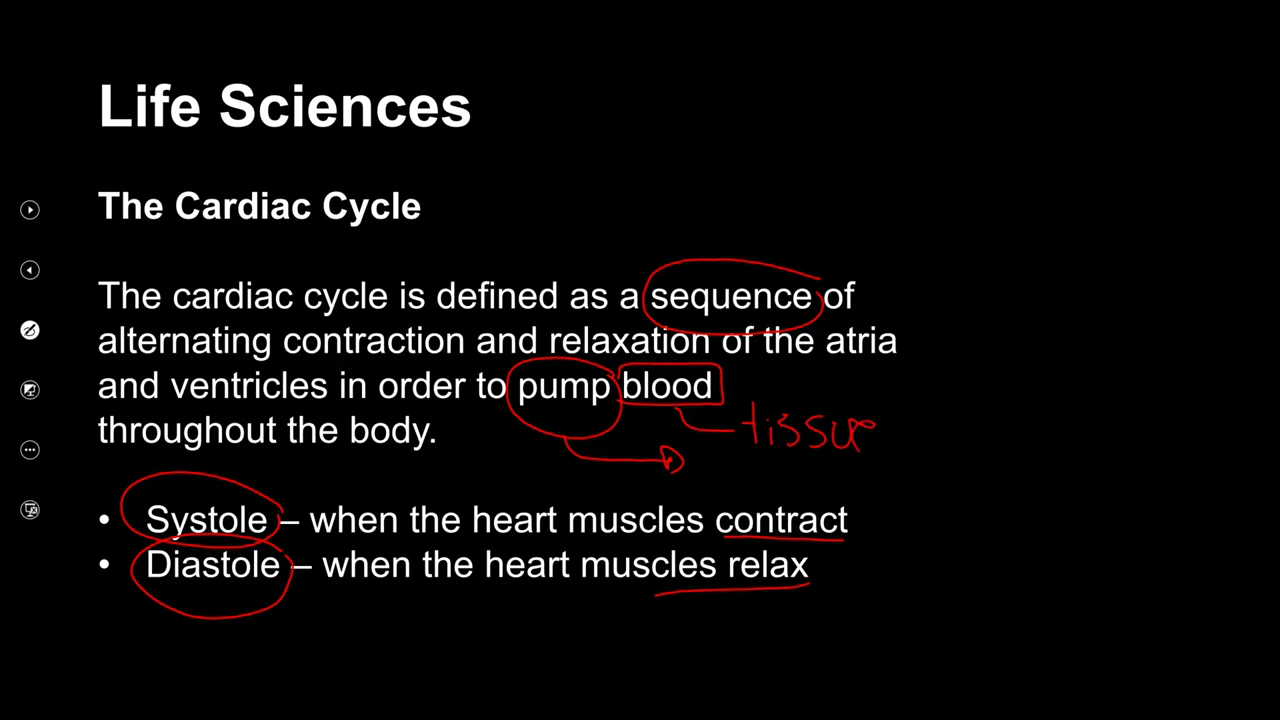 Life Sciences
The Cardiac Cycle
The cardiac cycle is defined as a sequence of
alternating contraction and relaxation of the atria
and ventricles in order to pump blood
throughout the body.
tissue
• Systole – when the heart muscles contract
• Diastole – when the heart muscles relax